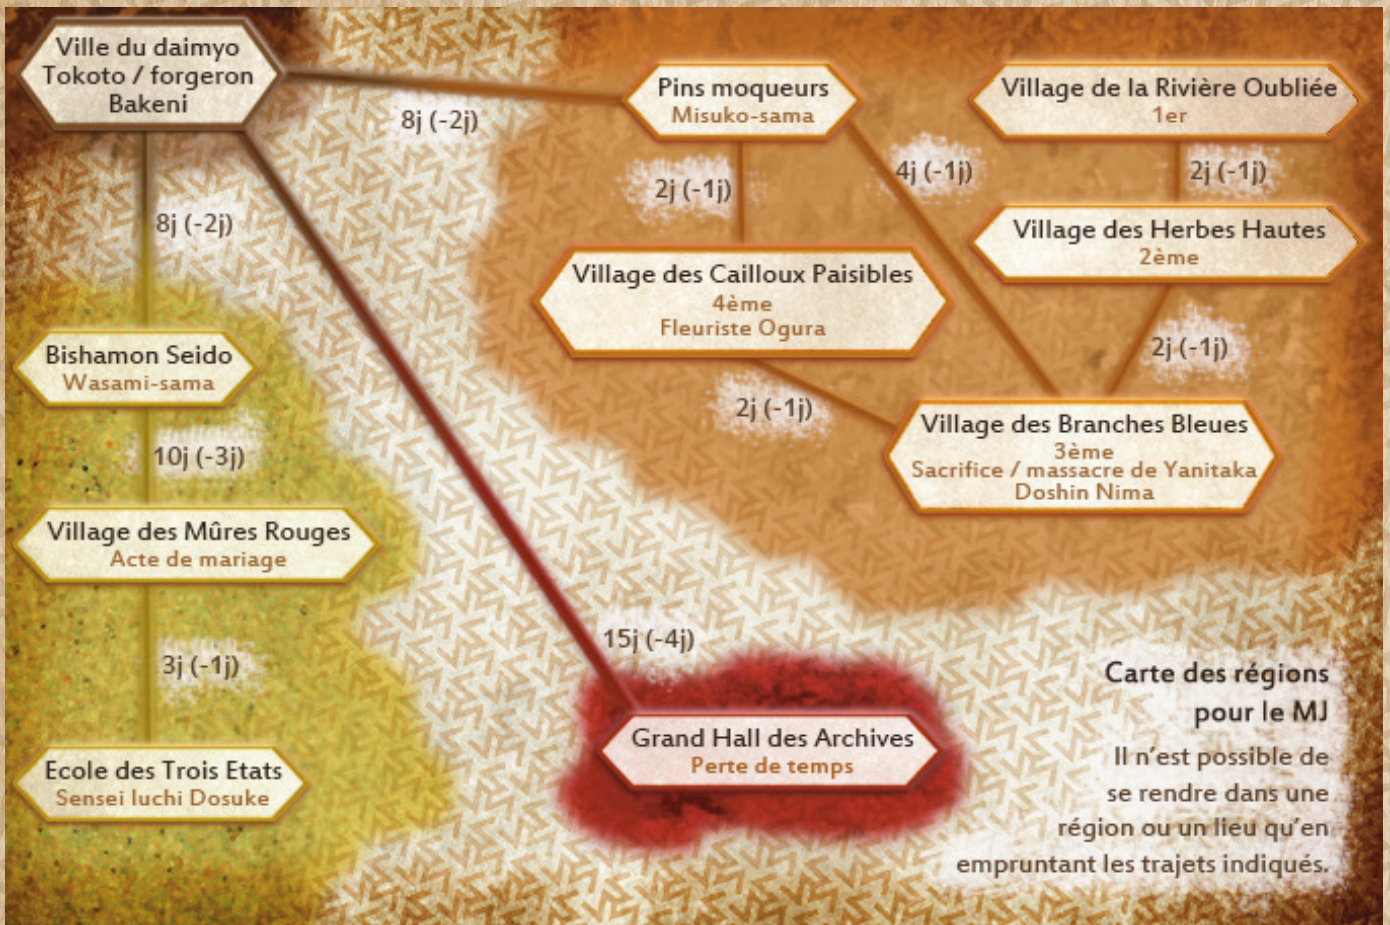 Ville du daimyo
Tokoto / forgeron
Bakeni
8j (-2j)
Pins moqueurs
Misuko-sama
Village de la Rivière Oubliée
1er
2j (-1j)
4j (-1j)
2j (-1j)
8j (-2j)
Village des Herbes Hautes
2ème
Village des Cailloux Paisibles
4ème
Fleuriste Ogura
2j (-1j)
Bishamon Seido
Wasami-sama
2j (-1j)
Village des Branches Bleues
3ème
Sacrifice / massacre de Yanitaka
Doshin Nima
10j (-3j)
Village des Mûres Rouges
Acte de mariage
15j (-4j)
3j (-1j)
Grand Hall des Archives
Perte de temps
Ecole des Trois Etats
Sensei Iuchi Dosuke
Carte des régions
pour le MJ
Il n'est possible de
se rendre dans une
région ou un lieu qu'en
empruntant les trajets indiqués.